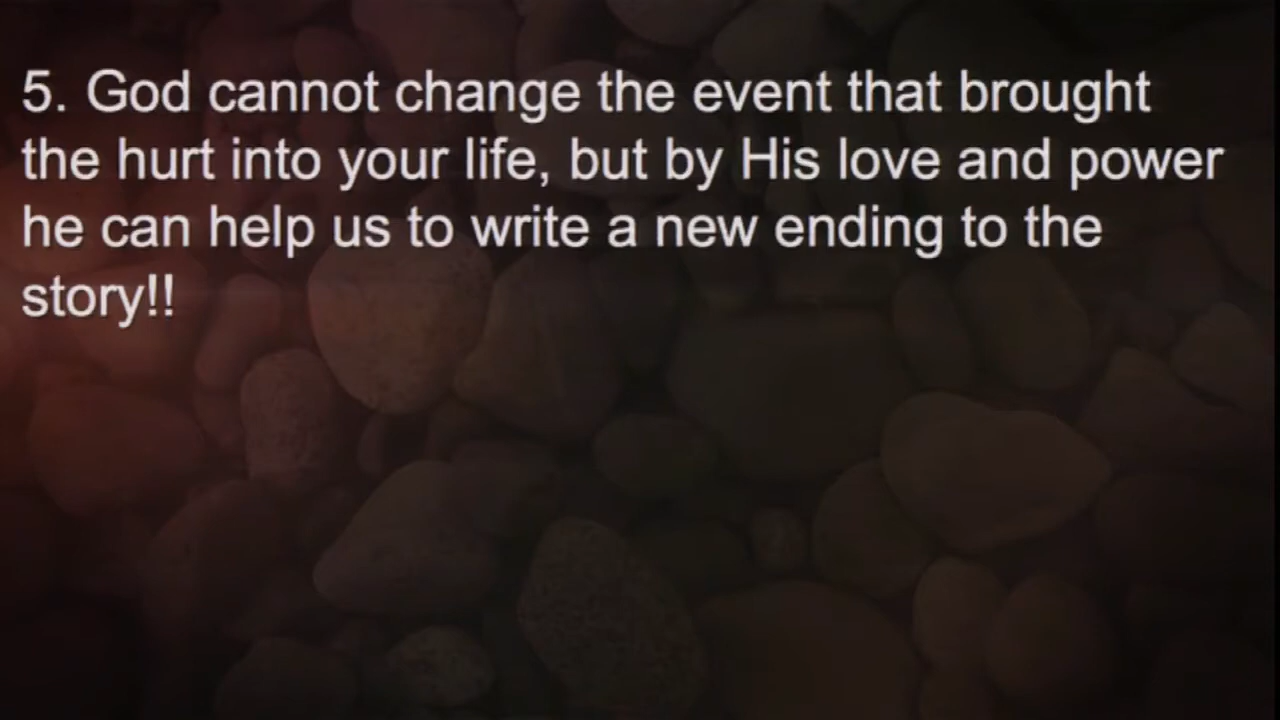 5. God cannot change the event that brought
the hurt into your life, but by His love and power
he can help us to write a new ending to the
story!!